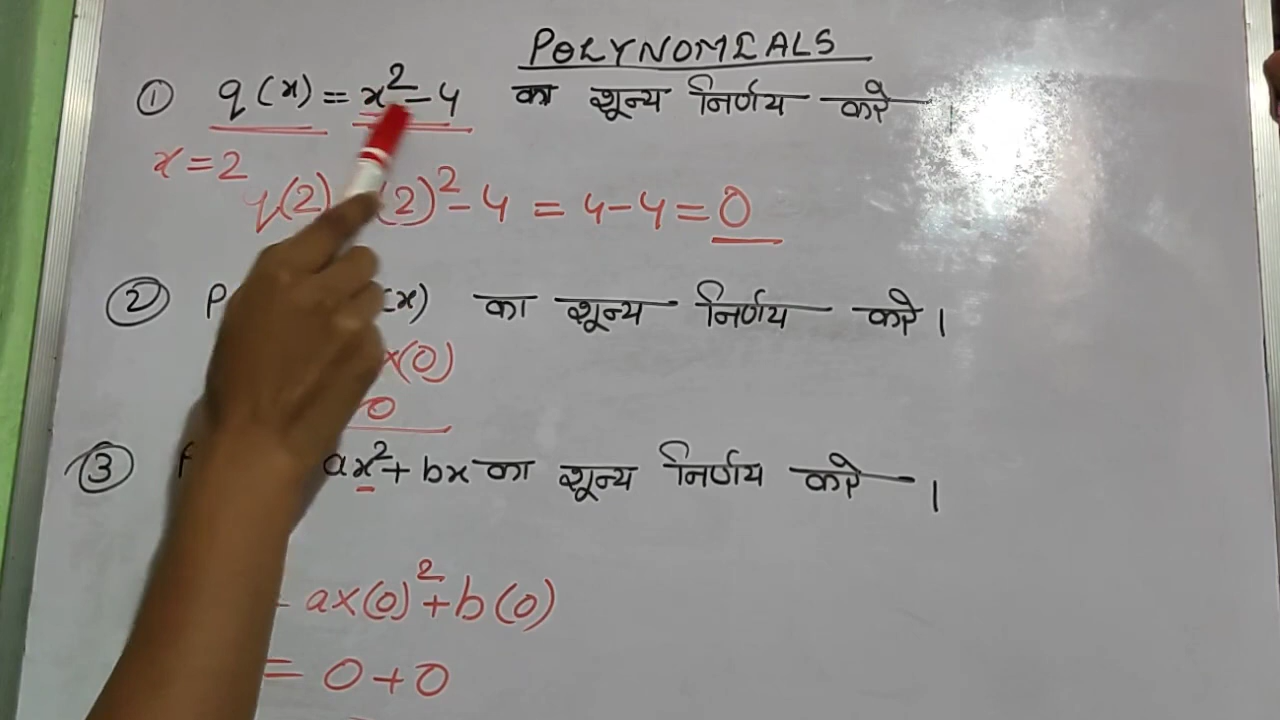 POLYNOMIALS
① q(x) = x² - 4 का शून्य निर्णय करे ।
x = 2
q(2) (2)² - 4 = 4 - 4 = 0
② P (x) का शून्य निर्णय करे ।
x(0)
0
③ ax² + bx का शून्य निर्णय करे ।
ax(0)² + b(0)
= 0 + 0